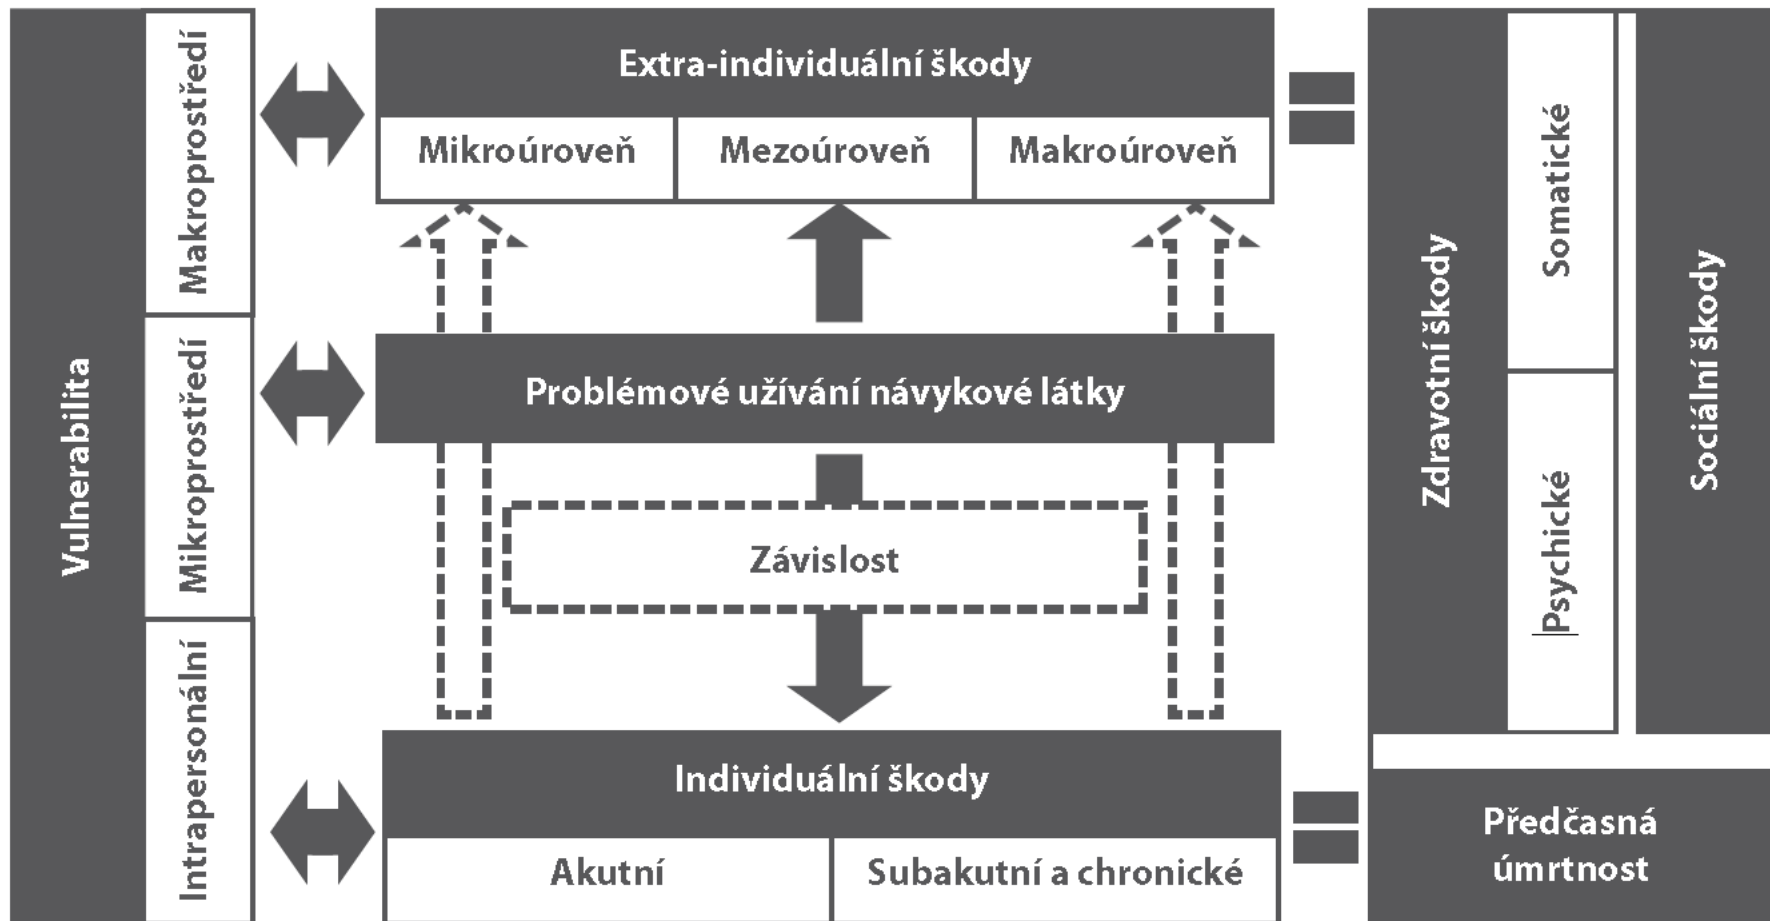 Vulnerabilita
Makroprostředí
Mikroprostředí
Intrapersonální
Extra-individuální škody
Mikroúroveň
Mezoúroveň
Makroúroveň
Problémové užívání návykové látky
Závislost
Individuální škody
Akutní
Subakutní a chronické
Zdravotní škody
Somatické
Psychické
Sociální škody
Předčasná
úmrtnost